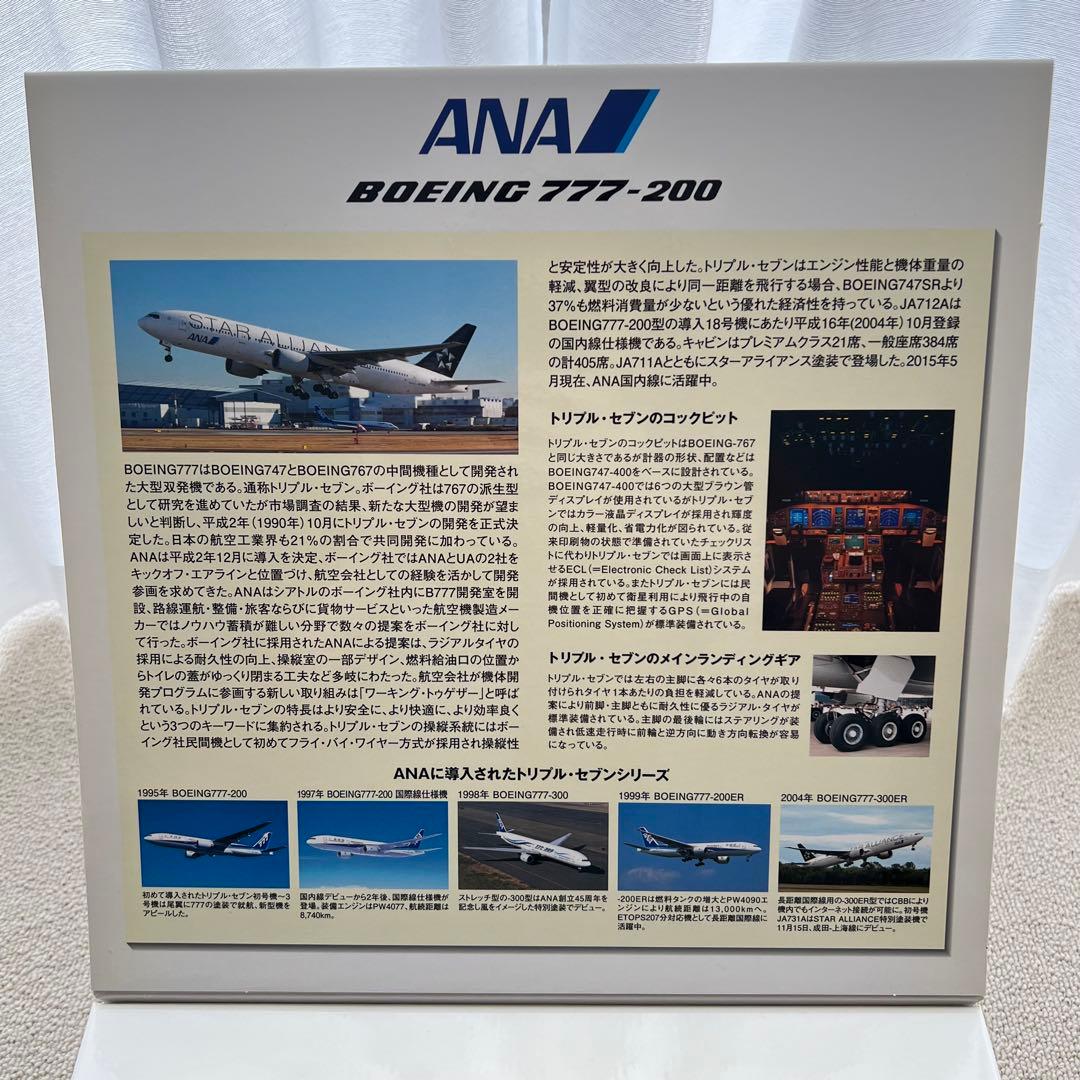 ANA
BOEING 777-200
STAR ALLIAN
ANA
BOEING777はBOEING747とBOEING767の中間機種として開発され
た大型双発機である。通称トリプル・セブン。ボーイング社は767の派生型
として研究を進めていたが市場調査の結果、新たな大型機の開発が望ま
しいと判断し、平成2年(1990年)10月にトリプル・セブンの開発を正式決
定した。日本の航空工業界も21%の割合で共同開発に加わっている。
ANAは平成2年12月に導入を決定、ボーイング社ではANAとUAの2社を
キックオフ・エアラインと位置づけ、航空会社としての経験を活かして開発
参画を求めてきた。ANAはシアトルのボーイング社内にB777開発室を開
設、路線運航・整備・旅客ならびに貨物サービスといった航空機製造メー
カーではノウハウ蓄積が難しい分野で数々の提案をボーイング社に対し
て行った。ボーイング社に採用されたANAによる提案は、ラジアルタイヤの
採用による耐久性の向上、操縦室の一部デザイン、燃料給油口の位置か
らトイレの蓋がゆっくり閉まる工夫など多岐にわたった。航空会社が機体開
発プログラムに参画する新しい取り組みは「ワーキング・トゥゲザー」と呼ば
れている。トリプル・セブンの特長はより安全に、より快適に、より効率良く
という3つのキーワードに集約される。トリプル・セブンの操縦系統にはボー
イング社民間機として初めてフライ・バイ・ワイヤー方式が採用され操縦性
と安定性が大きく向上した。トリプル・セブンはエンジン性能と機体重量の
軽減、翼型の改良により同一距離を飛行する場合、BOEING747SRより
37%も燃料消費量が少ないという優れた経済性を持っている。JA712Aは
BOEING777-200型の導入18号機にあたり平成16年(2004年)10月登録
の国内線仕様機である。キャビンはプレミアムクラス21席、一般座席384席
の計405席。JA711Aとともにスターアライアンス塗装で登場した。2015年5
月現在、ANA国内線に活躍中。
トリプル・セブンのコックピット
トリプル・セブンのコックピットはBOEING-767
と同じ大きさであるが計器の形状、配置などは
BOEING747-400をベースに設計されている。
BOEING747-400では6つの大型ブラウン管
ディスプレイが使用されているがトリプル・セブ
ンではカラー液晶ディスプレイが採用され輝度
の向上、軽量化、省電力化が図られている。従
来印刷物の状態で準備されていたチェックリス
トに代わりトリプル・セブンでは画面上に表示さ
せるECL(=Electronic Check List)システム
が採用されている。またトリプル・セブンには民
間機として初めて衛星利用により飛行中の自
機位置を正確に把握するGPS(=Global
Positioning System)が標準装備されている。
トリプル・セブンのメインランディングギア
トリプル・セブンでは左右の主脚に各々6本のタイヤが取り
付けられタイヤ1本あたりの負担を軽減している。ANAの提
案により前脚・主脚ともに耐久性に優るラジアル・タイヤが
標準装備されている。主脚の最後輪にはステアリングが装
備され低速走行時に前輪と逆方向に動き方向転換が容易
になっている。
ANAに導入されたトリプル・セブンシリーズ
1995年 BOEING777-200
初めて導入されたトリプル・セブン初号機〜3
号機は尾翼に777の塗装で就航、新型機を
アピールした。
1997年 BOEING777-200 国際線仕様機
国内線デビューから2年後、国際線仕様機が
登場。装備エンジンはPW4077、航続距離は
8,740km。
1998年 BOEING777-300
ストレッチ型の-300型はANA創立45周年を
記念し風をイメージした特別塗装でデビュー。
1999年 BOEING777-200ER
-200ERは燃料タンクの増大とPW4090エ
ンジンにより航続距離は13,000kmへ。
ETOPS207分対応機として長距離国際線に
活躍中。
2004年 BOEING777-300ER
長距離国際線用の-300ER型ではCBBにより
機内でもインターネット接続が可能に。初号機
JA731AはSTAR ALLIANCE特別塗装機で
11月15日、成田-上海線にデビュー。